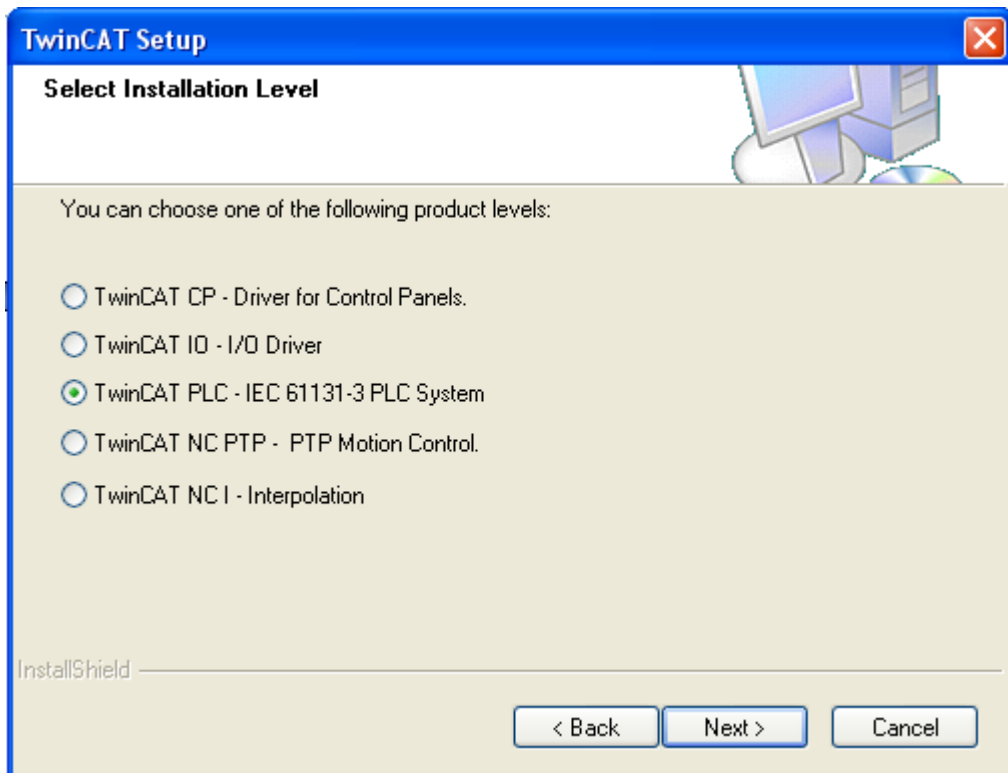 TwinCAT Setup
Select Installation Level
You can choose one of the following product levels:
TwinCAT CP - Driver for Control Panels.
TwinCAT IO - I/O Driver
TwinCAT PLC - IEC 61131-3 PLC System
TwinCAT NC PTP -  PTP Motion Control.
TwinCAT NC I - Interpolation
InstallShield
< Back
Next >
Cancel